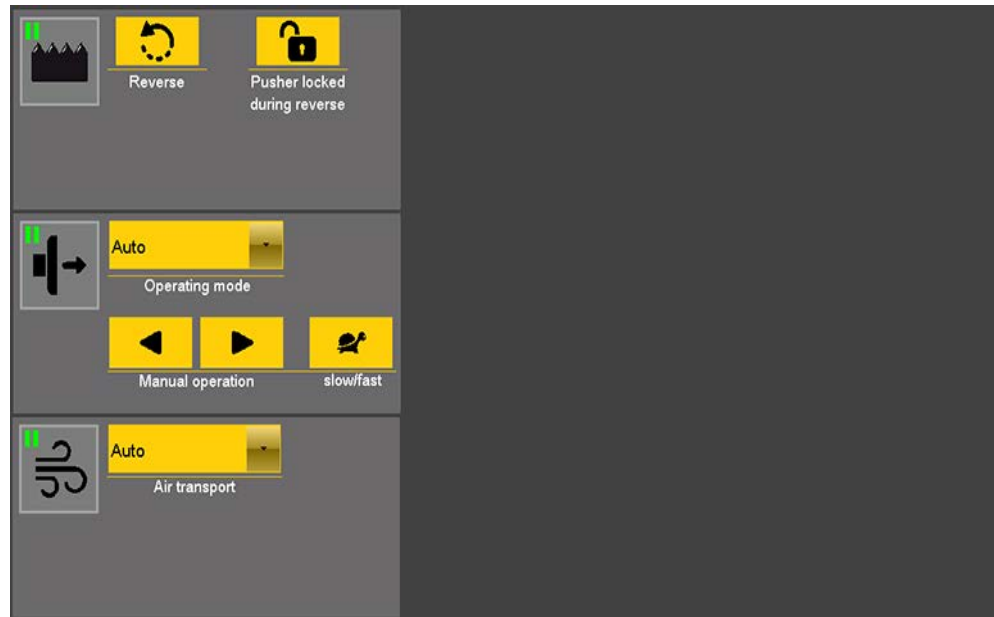 Reverse
Pusher locked
during reverse
Auto
Operating mode
Manual operation
slow/fast
Auto
Air transport